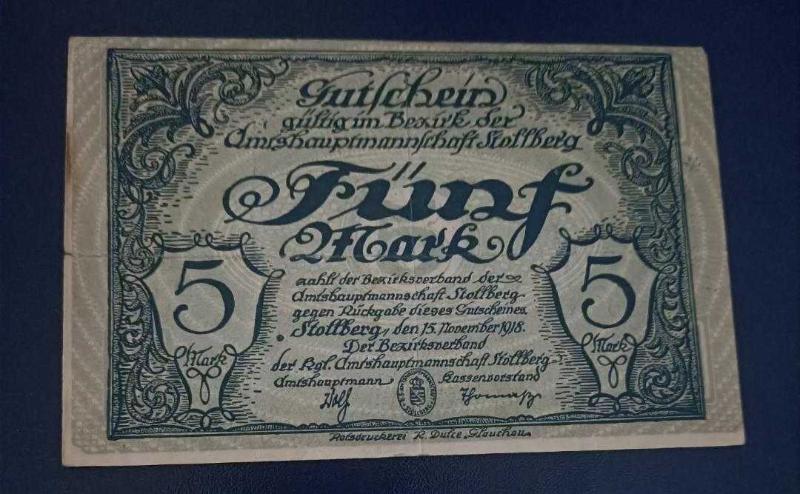 Gutschein
gültig im Bezirk der
Amtshauptmannschaft Stollberg
Fünf
Mark
5
Mark
5
Mark
zahlt der Bezirksverband der
Amtshauptmannschaft Stollberg
gegen Rückgabe dieses Gutscheines.
Stollberg, den 15. November 1918.
Der Bezirksverband
der Kgl. Amtshauptmannschaft Stollberg
Amtshauptmann Kassenvorstand
Ratsdruckerei R. Dulce, Glauchau